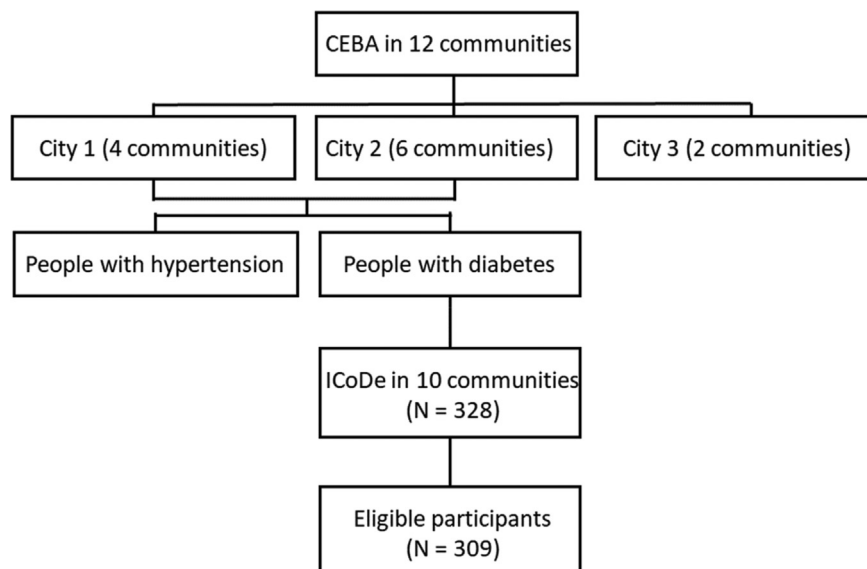 CEBA in 12 communities
City 1 (4 communities)
City 2 (6 communities)
City 3 (2 communities)
People with hypertension
People with diabetes
ICoDe in 10 communities
(N = 328)
Eligible participants
(N = 309)